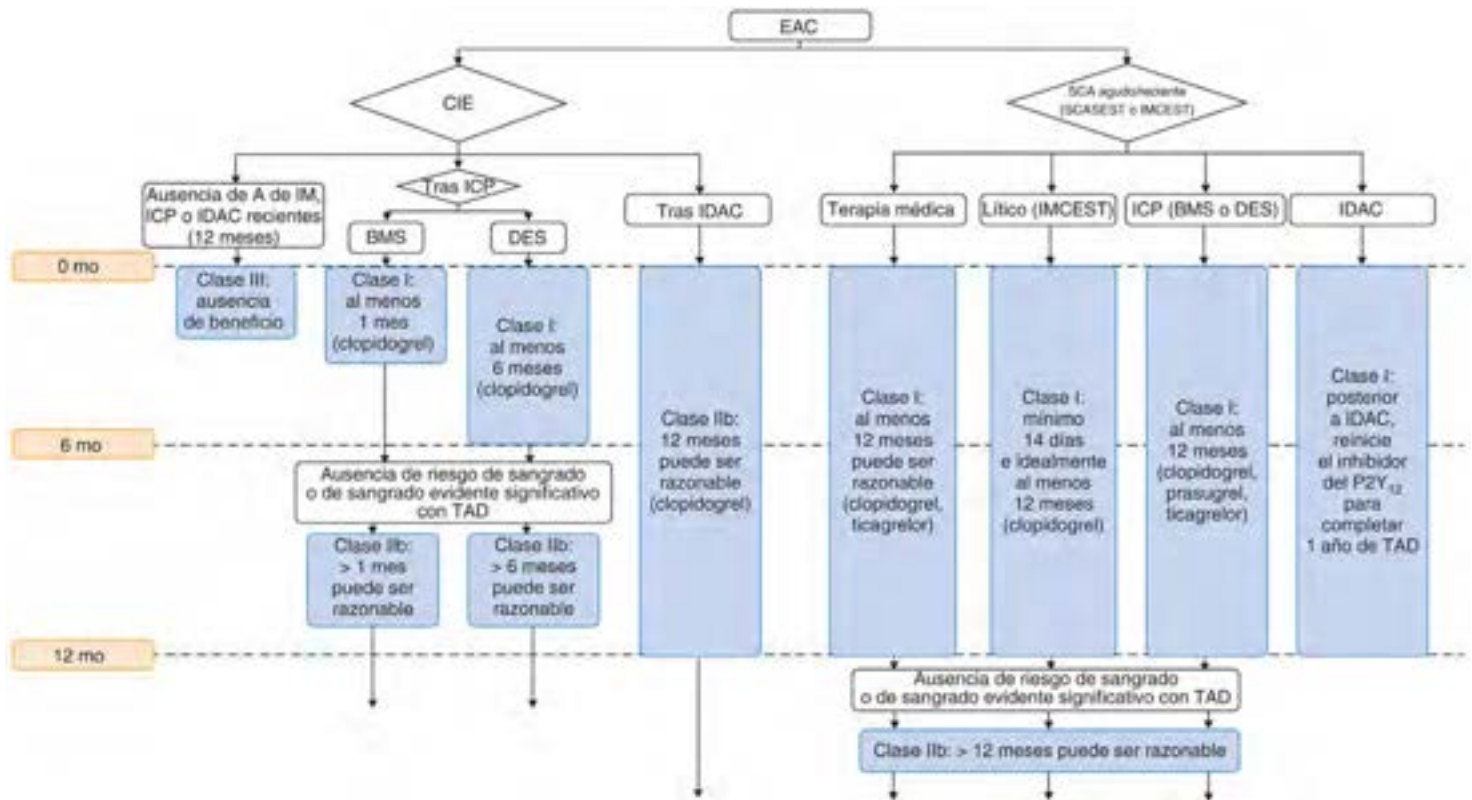 EAC
CIE
SCA agudo/reciente
(SCASEST o IMCEST)
Ausencia de A de IM,
ICP o IDAC recientes
(12 meses)
Tras ICP
BMS
DES
Tras IDAC
Terapia médica
Lítico (IMCEST)
ICP (BMS o DES)
IDAC
0 mo
Clase III:
ausencia
de beneficio
Clase I:
al menos
1 mes
(clopidogrel)
Clase I:
al menos
6 meses
(clopidogrel)
Clase IIb:
12 meses
puede ser
razonable
(clopidogrel)
Clase I:
al menos
12 meses
puede ser
razonable
(clopidogrel,
ticagrelor)
Clase I:
mínimo
14 días
e idealmente
al menos
12 meses
(clopidogrel)
Clase I:
al menos
12 meses
(clopidogrel,
prasugrel,
ticagrelor)
Clase I:
posterior
a IDAC,
reinicie
el inhibidor
del P2Y₁₂
para
completar
1 año de TAD
6 mo
Ausencia de riesgo de sangrado
o de sangrado evidente significativo
con TAD
Clase IIb:
> 1 mes
puede ser
razonable
Clase IIb:
> 6 meses
puede ser
razonable
12 mo
Ausencia de riesgo de sangrado
o de sangrado evidente significativo con TAD
Clase IIb: > 12 meses puede ser razonable